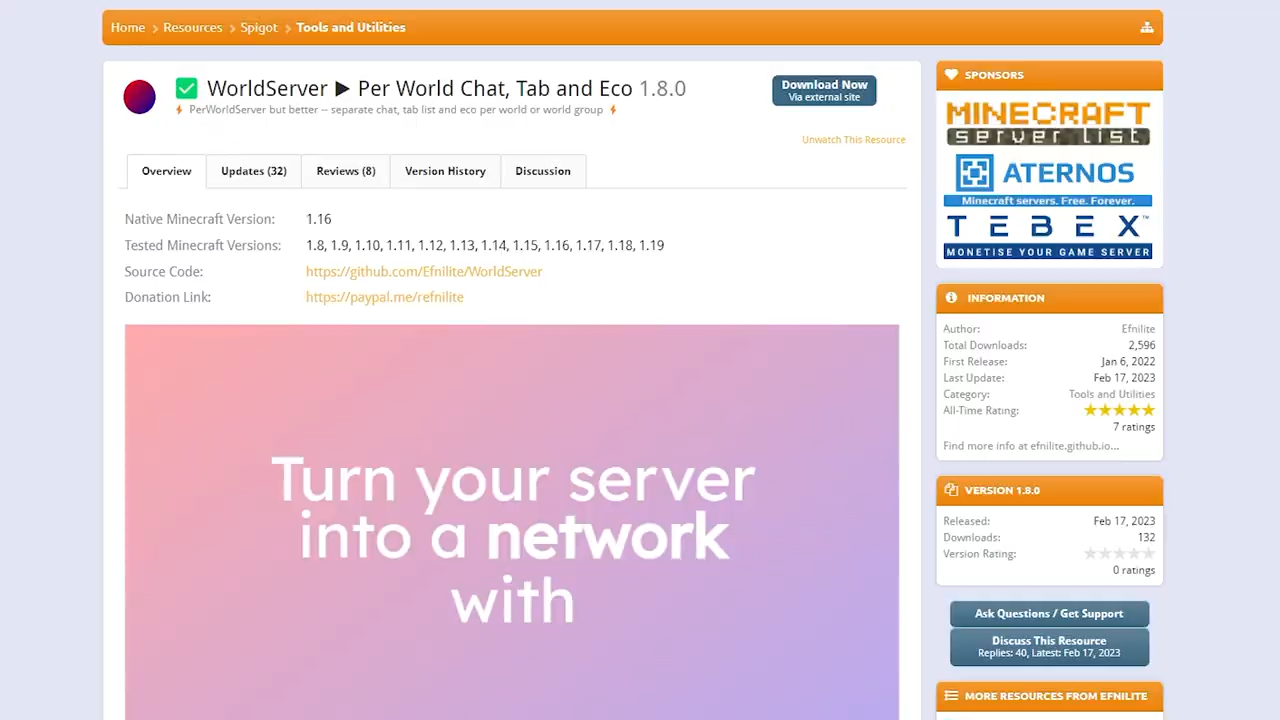 Home Resources Spigot Tools and Utilities
WorldServer ► Per World Chat, Tab and Eco 1.8.0
PerWorldServer but better -- separate chat, tab list and eco per world or world group
Download Now
Via external site
Unwatch This Resource
Overview
Updates (32)
Reviews (8)
Version History
Discussion
Native Minecraft Version: 1.16
Tested Minecraft Versions: 1.8, 1.9, 1.10, 1.11, 1.12, 1.13, 1.14, 1.15, 1.16, 1.17, 1.18, 1.19
Source Code: https://github.com/Efnilite/WorldServer
Donation Link: https://paypal.me/refnilite
Turn your server
into a network
with
SPONSORS
MINECRAFT
server list
ATERNOS
Minecraft servers. Free. Forever.
TEBEX™
MONETISE YOUR GAME SERVER
INFORMATION
Author: Efnilite
Total Downloads: 2,596
First Release: Jan 6, 2022
Last Update: Feb 17, 2023
Category: Tools and Utilities
All-Time Rating:
7 ratings
Find more info at efnilite.github.io...
VERSION 1.8.0
Released: Feb 17, 2023
Downloads: 132
Version Rating:
0 ratings
Ask Questions / Get Support
Discuss This Resource
Replies: 40, Latest: Feb 17, 2023
MORE RESOURCES FROM EFNILITE